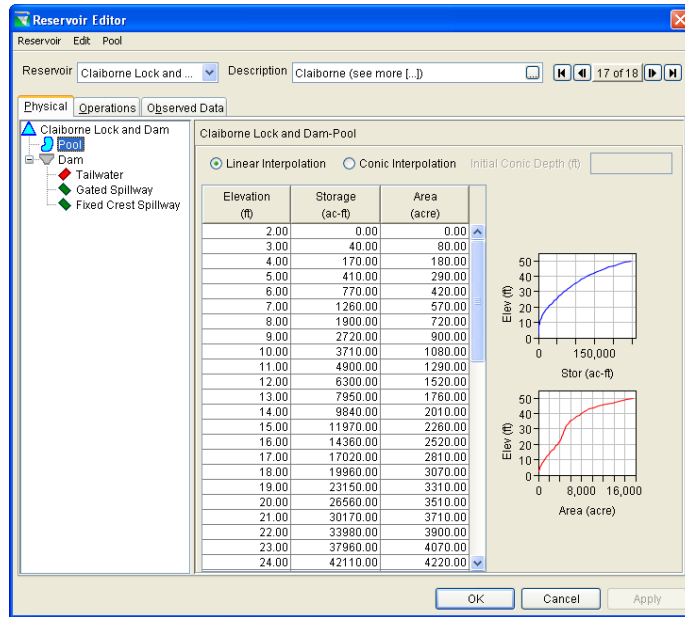 Reservoir Editor
Reservoir Edit Pool
Reservoir Claiborne Lock and ... Description Claiborne (see more [...]) ... 17 of 18
Physical Operations Observed Data
Claiborne Lock and Dam
Pool
Dam
Tailwater
Gated Spillway
Fixed Crest Spillway
Claiborne Lock and Dam-Pool
Linear Interpolation Conic Interpolation Initial Conic Depth (ft)
Elevation Storage Area
(ft) (ac-ft) (acre)
2.00 0.00 0.00
3.00 40.00 80.00
4.00 170.00 180.00
5.00 410.00 290.00
6.00 770.00 420.00
7.00 1260.00 570.00
8.00 1900.00 720.00
9.00 2720.00 900.00
10.00 3710.00 1080.00
11.00 4900.00 1290.00
12.00 6300.00 1520.00
13.00 7950.00 1760.00
14.00 9840.00 2010.00
15.00 11970.00 2260.00
16.00 14360.00 2520.00
17.00 17020.00 2810.00
18.00 19960.00 3070.00
19.00 23150.00 3310.00
20.00 26560.00 3510.00
21.00 30170.00 3710.00
22.00 33980.00 3900.00
23.00 37960.00 4070.00
24.00 42110.00 4220.00
50
40
30
20
10
0
Elev (ft)
0 150,000
Stor (ac-ft)
50
40
30
20
10
0
Elev (ft)
0 8,000 16,000
Area (acre)
OK Cancel Apply